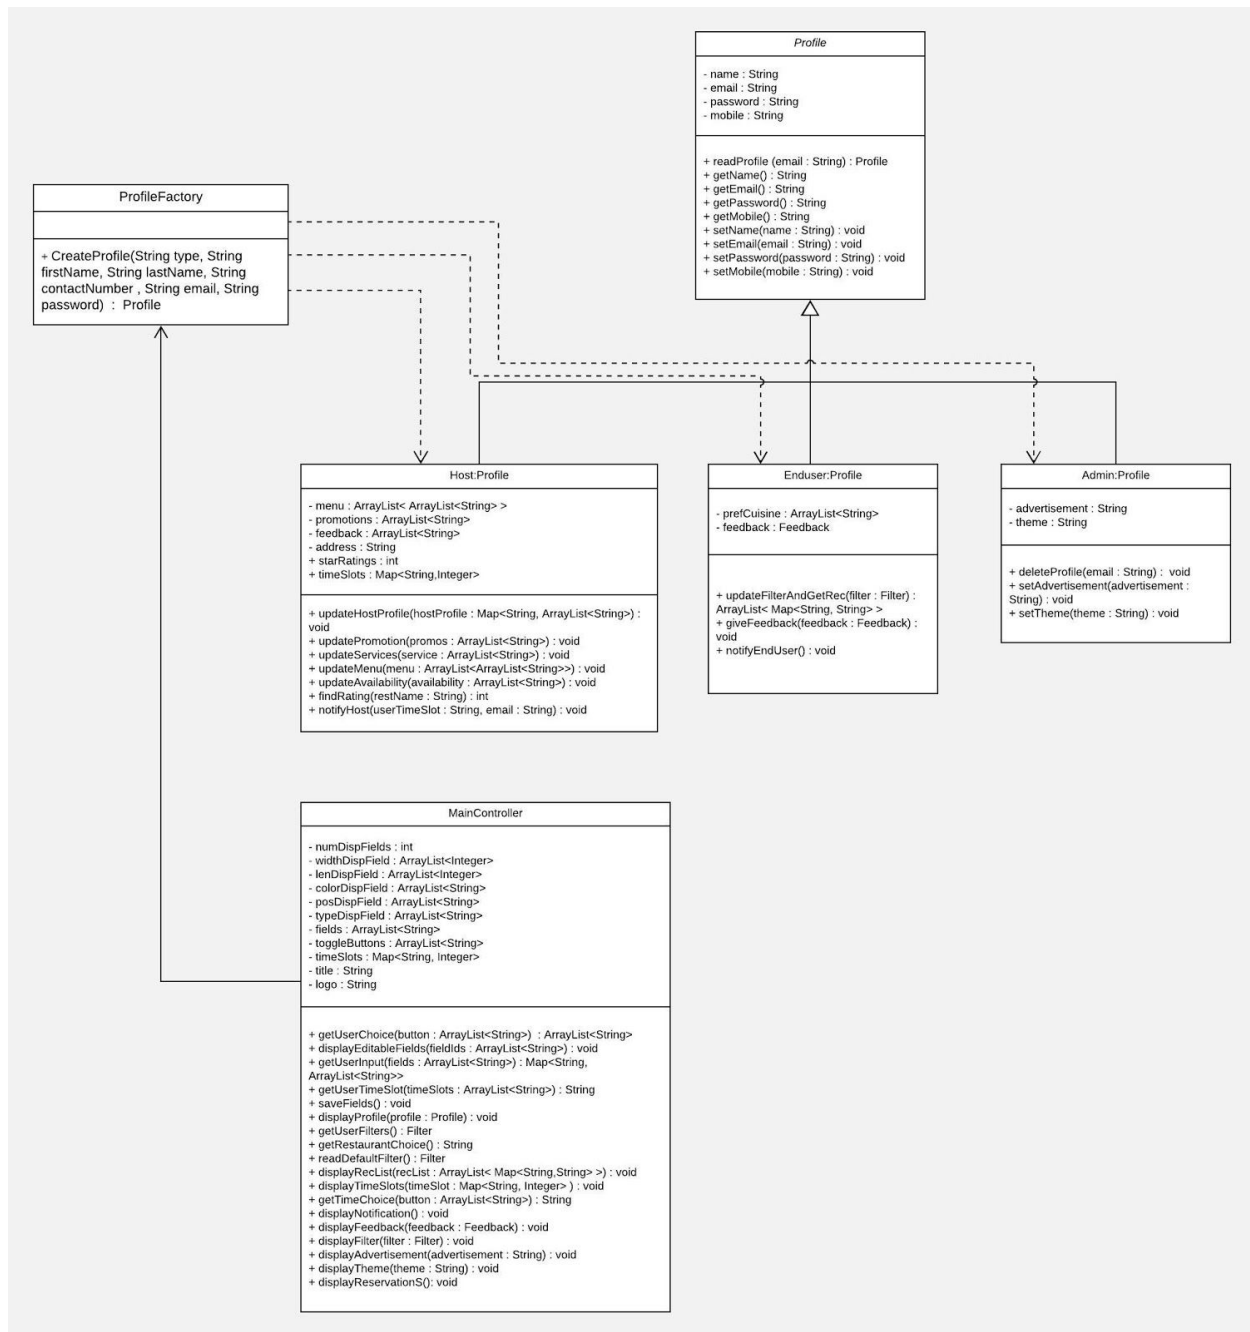 Profile
- name : String
- email : String
- password : String
- mobile : String
+ readProfile (email : String) : Profile
+ getName() : String
+ getEmail() : String
+ getPassword() : String
+ getMobile() : String
+ setName(name : String) : void
+ setEmail(email : String) : void
+ setPassword(password : String) : void
+ setMobile(mobile : String) : void
ProfileFactory
+ CreateProfile(String type, String
firstName, String lastName, String
contactNumber , String email, String
password) : Profile
Host:Profile
- menu : ArrayList< ArrayList<String> >
- promotions : ArrayList<String>
- feedback : ArrayList<String>
- address : String
+ starRatings : int
+ timeSlots : Map<String,Integer>
+ updateHostProfile(hostProfile : Map<String, ArrayList<String>) :
void
+ updatePromotion(promos : ArrayList<String>) : void
+ updateServices(service : ArrayList<String>) : void
+ updateMenu(menu : ArrayList<ArrayList<String>>) : void
+ updateAvailability(availability : ArrayList<String>) : void
+ findRating(restName : String) : int
+ notifyHost(userTimeSlot : String, email : String) : void
Enduser:Profile
- prefCuisine : ArrayList<String>
- feedback : Feedback
+ updateFilterAndGetRec(filter : Filter) :
ArrayList< Map<String, String> >
+ giveFeedback(feedback : Feedback) :
void
+ notifyEndUser() : void
Admin:Profile
- advertisement : String
- theme : String
+ deleteProfile(email : String) : void
+ setAdvertisement(advertisement :
String) : void
+ setTheme(theme : String) : void
MainController
- numDispFields : int
- widthDispField : ArrayList<Integer>
- lenDispField : ArrayList<Integer>
- colorDispField : ArrayList<String>
- posDispField : ArrayList<String>
- typeDispField : ArrayList<String>
- fields : ArrayList<String>
- toggleButtons : ArrayList<String>
- timeSlots : Map<String, Integer>
- title : String
- logo : String
+ getUserChoice(button : ArrayList<String>) : ArrayList<String>
+ displayEditableFields(fieldIds : ArrayList<String>) : void
+ getUserInput(fields : ArrayList<String>) : Map<String,
ArrayList<String>>
+ getUserTimeSlot(timeSlots : ArrayList<String>) : String
+ saveFields() : void
+ displayProfile(profile : Profile) : void
+ getUserFilters() : Filter
+ getRestaurantChoice() : String
+ readDefaultFilter() : Filter
+ displayRecList(recList : ArrayList< Map<String,String> >) : void
+ displayTimeSlots(timeSlot : Map<String, Integer> ) : void
+ getTimeChoice(button : ArrayList<String>) : String
+ displayNotification() : void
+ displayFeedback(feedback : Feedback) : void
+ displayFilter(filter : Filter) : void
+ displayAdvertisement(advertisement : String) : void
+ displayTheme(theme : String) : void
+ displayReservationS(): void